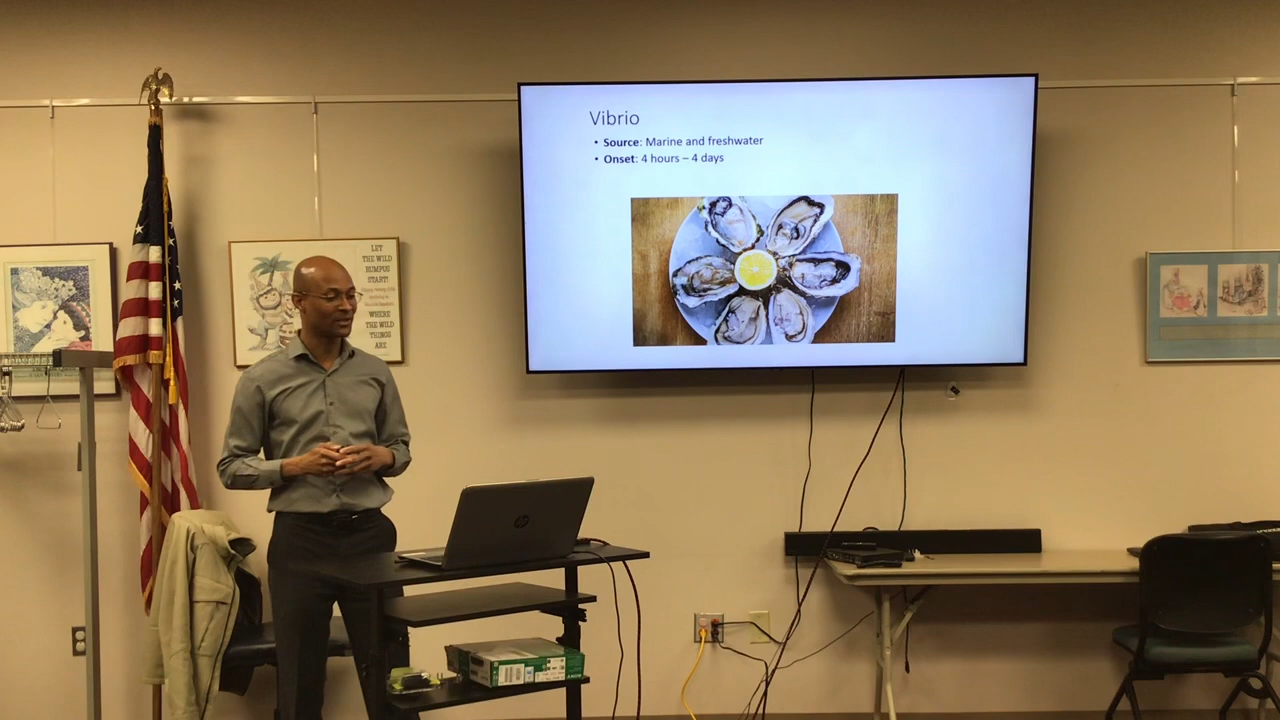 Vibrio
• Source: Marine and freshwater
• Onset: 4 hours – 4 days
LET
THE WILD
RUMPUS
START!
WHERE
THE WILD
THINGS
ARE
hp